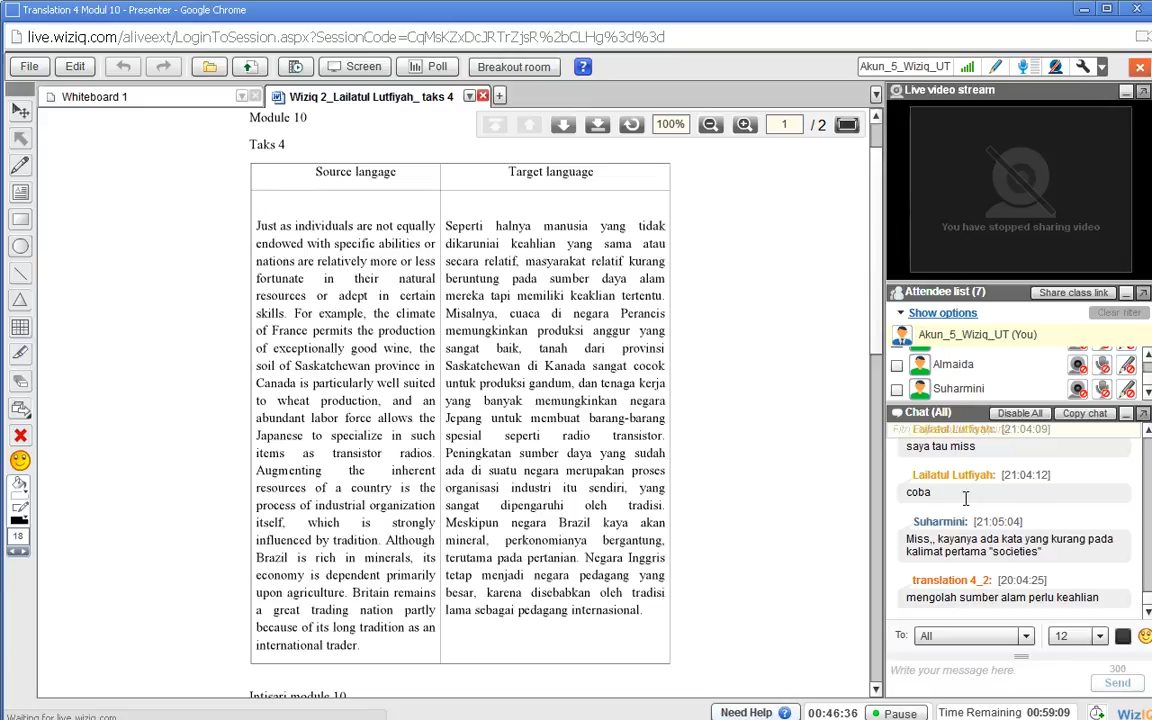 Translation 4 Modul 10 - Presenter - Google Chrome
live.wiziq.com/aliveext/LoginToSession.aspx?SessionCode=CqMsKZxDcJRTrZjsR%2bCLHg%3d%3d
File Edit Screen Poll Breakout room ? Akun_5_Wiziq_UT
Whiteboard 1 Wiziq 2_Lailatul Lutfiyah_ taks 4
100% 1 / 2
Module 10
Taks 4
Source langage
Just as individuals are not equally
endowed with specific abilities or
nations are relatively more or less
fortunate in their natural
resources or adept in certain
skills. For example, the climate
of France permits the production
of exceptionally good wine, the
soil of Saskatchewan province in
Canada is particularly well suited
to wheat production, and an
abundant labor force allows the
Japanese to specialize in such
items as transistor radios.
Augmenting the inherent
resources of a country is the
process of industrial organization
itself, which is strongly
influenced by tradition. Although
Brazil is rich in minerals, its
economy is dependent primarily
upon agriculture. Britain remains
a great trading nation partly
because of its long tradition as an
international trader.
Target language
Seperti halnya manusia yang tidak
dikaruniai keahlian yang sama atau
secara relatif, masyarakat relatif kurang
beruntung pada sumber daya alam
mereka tapi memiliki keaklian tertentu.
Misalnya, cuaca di negara Perancis
memungkinkan produksi anggur yang
sangat baik, tanah dari provinsi
Saskatchewan di Kanada sangat cocok
untuk produksi gandum, dan tenaga kerja
yang banyak memungkinkan negara
Jepang untuk membuat barang-barang
spesial seperti radio transistor.
Peningkatan sumber daya yang sudah
ada di suatu negara merupakan proses
organisasi industri itu sendiri, yang
sangat dipengaruhi oleh tradisi.
Meskipun negara Brazil kaya akan
mineral, perkonomianya bergantung,
terutama pada pertanian. Negara Inggris
tetap menjadi negara pedagang yang
besar, karena disebabkan oleh tradisi
lama sebagai pedagang internasional.
Intisari module 10
18
Live video stream
You have stopped sharing video
Attendee list (7) Share class link
Show options Clear filter
Akun_5_Wiziq_UT (You)
Almaida
Suharmini
Chat (All) Disable All Copy chat
Lailatul Lutfiyah: [21:04:09]
saya tau miss
Lailatul Lutfiyah: [21:04:12]
coba
Suharmini: [21:05:04]
Miss,, kayanya ada kata yang kurang pada
kalimat pertama "societies"
translation 4_2: [20:04:25]
mengolah sumber alam perlu keahlian
To: All 12
Write your message here. 300
Send
Waiting for live.wiziq.com
Need Help ? 00:46:36 Pause Time Remaining 00:59:09